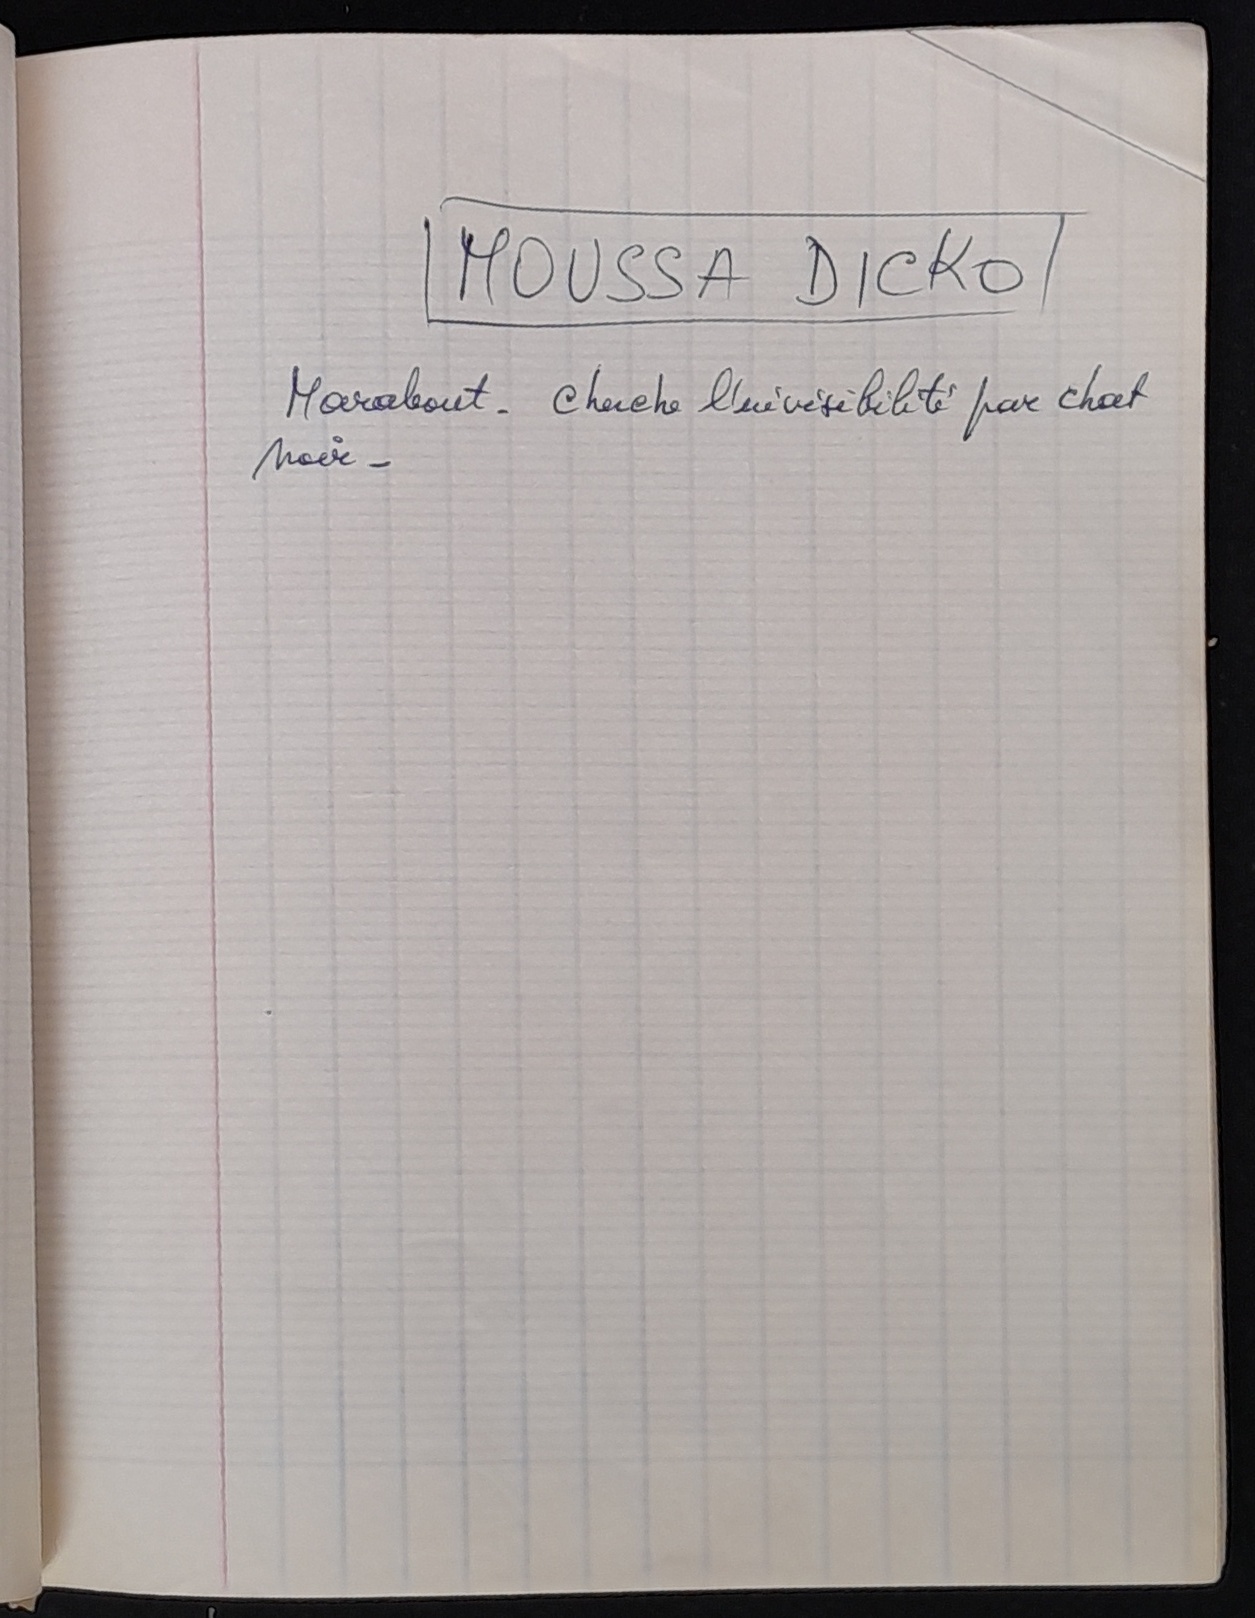 MOUSSA DICKO
Marabout - Cherche l'invisibilité par chat
noir -